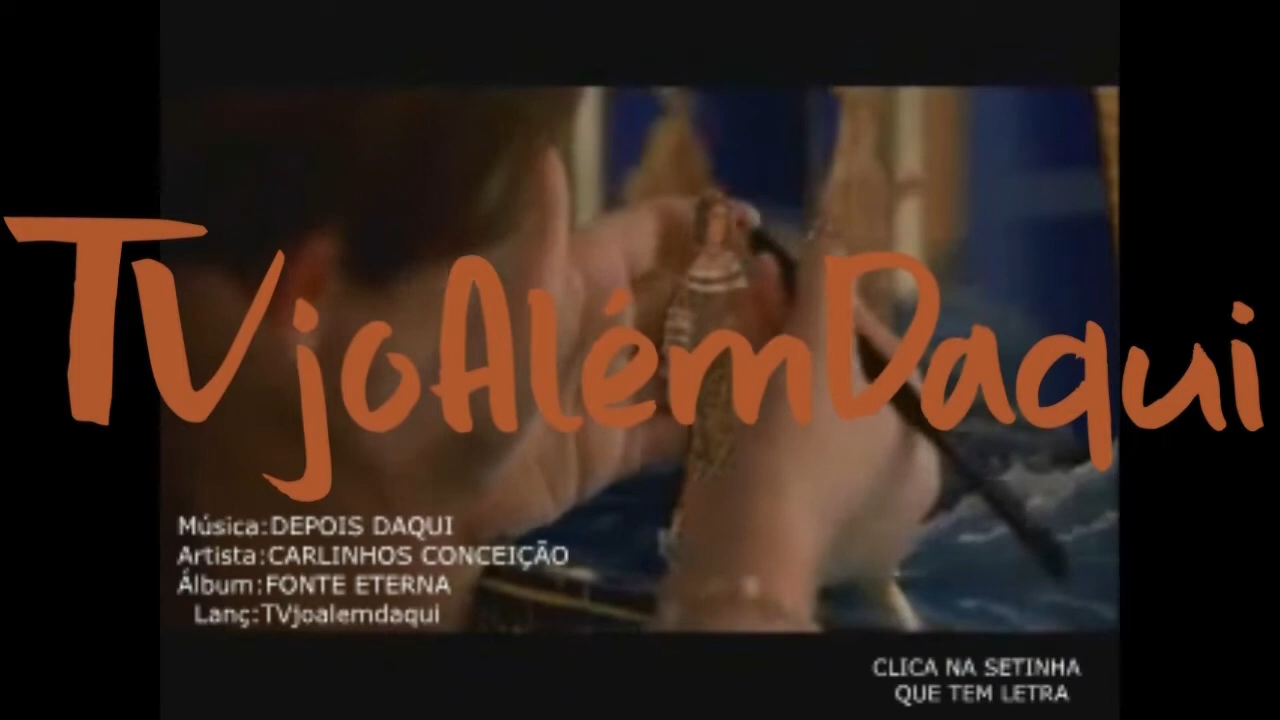 TVjoAlémDaqui
Música:DEPOIS DAQUI
Artista:CARLINHOS CONCEIÇÃO
Álbum:FONTE ETERNA
Lanç:TVjoalemdaqui
CLICA NA SETINHA
QUE TEM LETRA